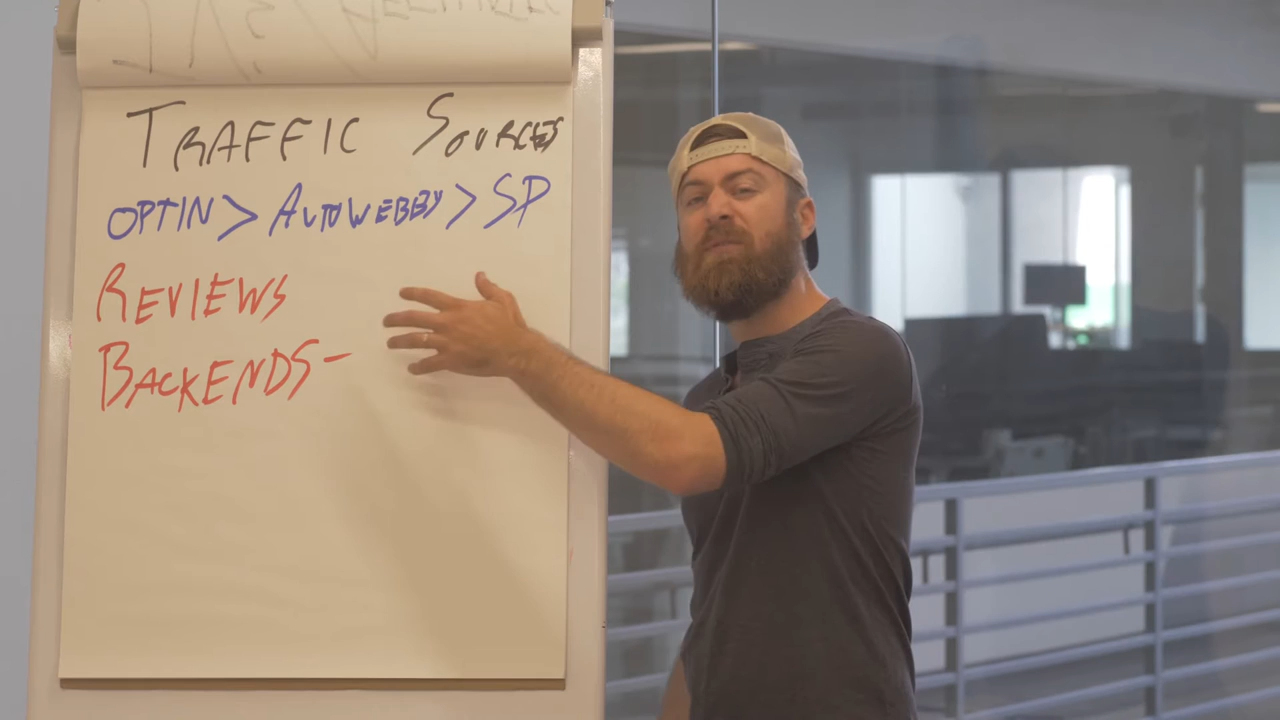 TRAFFIC SOURCES
OPTIN > AUTOWEBBY > SP
REVIEWS
BACKENDS-